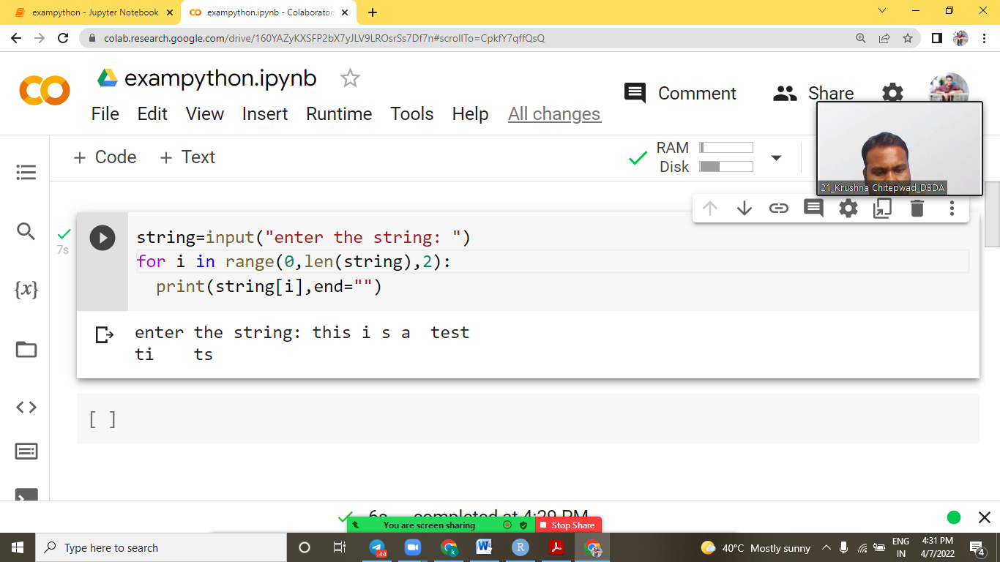 exampython - Jupyter Notebook
exampython.ipynb - Colaborator
colab.research.google.com/drive/160YAZyKXSFP2bX7yJLV9LROsrSs7Df7n#scrollTo=CpkfY7qffQsQ
exampython.ipynb
Comment
Share
File Edit View Insert Runtime Tools Help All changes
+ Code + Text
RAM
Disk
21_Krushna Chitepwad_DBDA
7s
string=input("enter the string: ")
for i in range(0,len(string),2):
  print(string[i],end="")
enter the string: this i s a  test
ti    ts
[ ]
{x}
6s completed at 4:29 PM
You are screen sharing
Stop Share
Type here to search
44
k
W
R
40°C Mostly sunny
ENG
IN
4:31 PM
4/7/2022
4